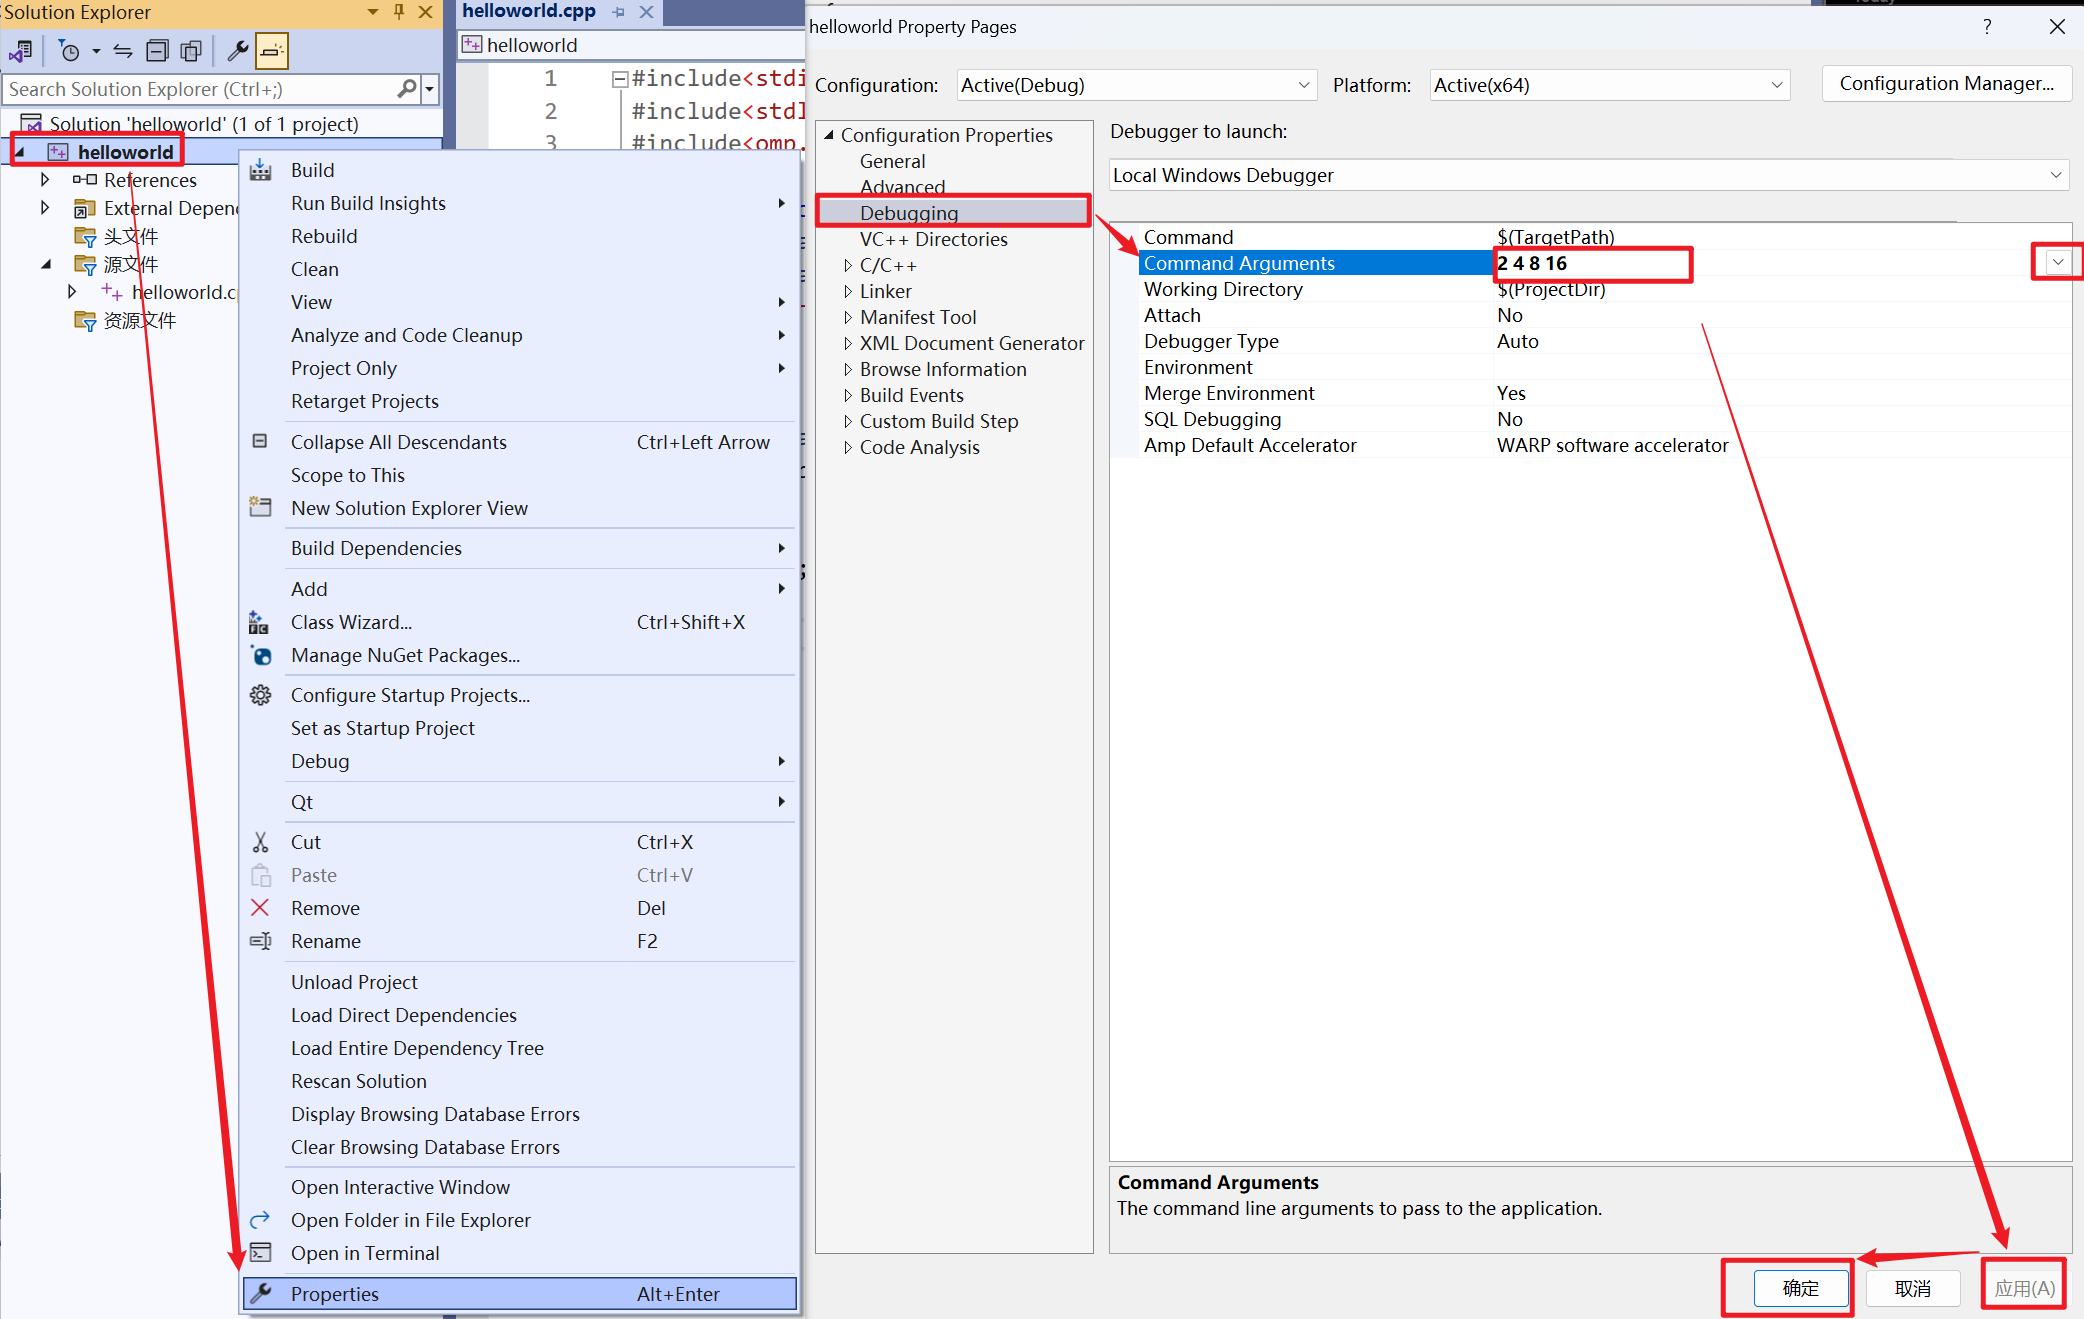 Solution Explorer
Search Solution Explorer (Ctrl+;)
Solution 'helloworld' (1 of 1 project)
helloworld
References
External Depen
头文件
源文件
helloworld.c
资源文件
helloworld.cpp
helloworld
1 #include<stdi
2 #include<stdl
3 #include<omp.
Build
Run Build Insights
Rebuild
Clean
View
Analyze and Code Cleanup
Project Only
Retarget Projects
Collapse All Descendants Ctrl+Left Arrow
Scope to This
New Solution Explorer View
Build Dependencies
Add
Class Wizard... Ctrl+Shift+X
Manage NuGet Packages...
Configure Startup Projects...
Set as Startup Project
Debug
Qt
Cut Ctrl+X
Paste Ctrl+V
Remove Del
Rename F2
Unload Project
Load Direct Dependencies
Load Entire Dependency Tree
Rescan Solution
Display Browsing Database Errors
Clear Browsing Database Errors
Open Interactive Window
Open Folder in File Explorer
Open in Terminal
Properties Alt+Enter
helloworld Property Pages
Configuration: Active(Debug) Platform: Active(x64) Configuration Manager...
Configuration Properties
General
Advanced
Debugging
VC++ Directories
C/C++
Linker
Manifest Tool
XML Document Generator
Browse Information
Build Events
Custom Build Step
Code Analysis
Debugger to launch:
Local Windows Debugger
Command $(TargetPath)
Command Arguments 2 4 8 16
Working Directory $(ProjectDir)
Attach No
Debugger Type Auto
Environment
Merge Environment Yes
SQL Debugging No
Amp Default Accelerator WARP software accelerator
Command Arguments
The command line arguments to pass to the application.
确定 取消 应用(A)